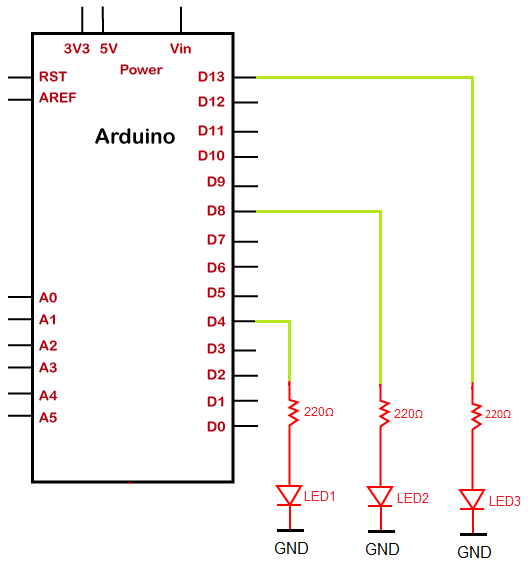 3V3 5V Vin
Power
RST D13
AREF D12
Arduino D11
D10
D9
D8
D7
D6
D5
A0
A1 D4
A2 D3
A3 D2
A4 D1
A5 D0
220Ω 220Ω 220Ω
LED1 LED2 LED3
GND GND GND